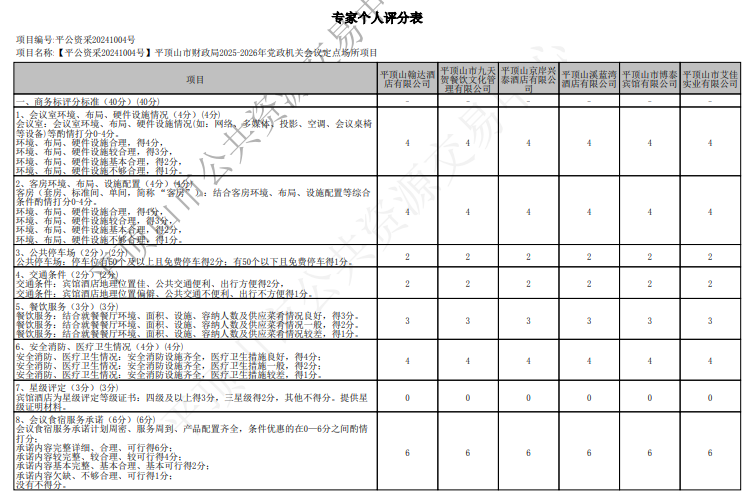 专家个人评分表
项目编号:平公资采20241004号
项目名称:【平公资采20241004号】平顶山市财政局2025-2026年党政机关会议定点场所项目
项目 平顶山翰达酒店有限公司 平顶山市九天贺餐饮文化管理有限公司 平顶山京岸兴泰酒店有限公司 平顶山溪蓝湾酒店有限公司 平顶山市博泰宾馆有限公司 平顶山市艾佳实业有限公司
一、商务标评分标准（40分）(40分) - - - - - -
1、会议室环境、布局、硬件设施情况（4分）(4分)
会议室：会议室环境、布局、硬件设施情况(如：网络、多媒体、投影、空调、会议桌椅
等设备)等酌情打分0-4分。
环境、布局、硬件设施合理，得4分，
环境、布局、硬件设施较合理，得3分，
环境、布局、硬件设施基本合理，得2分，
环境、布局、硬件设施不够合理，得1分。
4 4 4 4 4 4
2、客房环境、布局、设施配置（4分）(4分)
客房（套房、标准间、单间，简称“客房”）：结合客房环境、布局、设施配置等综合
条件酌情打分0-4分。
环境、布局、硬件设施合理，得4分，
环境、布局、硬件设施较合理，得3分，
环境、布局、硬件设施基本合理，得2分，
环境、布局、硬件设施不够合理，得1分。
4 4 4 4 4 4
3、公共停车场（2分）(2分)
公共停车场：停车位有50个及以上且免费停车得2分；有50个以下且免费停车得1分。
2 2 2 2 2 2
4、交通条件（2分）(2分)
交通条件：宾馆酒店地理位置佳、公共交通便利、出行方便得2分，
交通条件：宾馆酒店地理位置偏僻、公共交通不便利、出行不方便得1分。
2 2 2 2 2 2
5、餐饮服务（3分）(3分)
餐饮服务：结合就餐餐厅环境、面积、设施、容纳人数及供应菜肴情况良好，得3分。
餐饮服务：结合就餐餐厅环境、面积、设施、容纳人数及供应菜肴情况一般，得2分。
餐饮服务：结合就餐餐厅环境、面积、设施、容纳人数及供应菜肴情况较差，得1分。
3 3 3 3 3 3
6、安全消防、医疗卫生情况（4分）(4分)
安全消防、医疗卫生情况：安全消防设施齐全，医疗卫生措施良好，得4分；
安全消防、医疗卫生情况：安全消防设施齐全，医疗卫生措施一般，得2分；
安全消防、医疗卫生情况：安全消防设施齐全，医疗卫生措施较差，得1分。
4 4 4 4 4 4
7、星级评定（3分）(3分)
宾馆酒店为星级评定等级证书：四级及以上得3分，三星级得2分，其他不得分。提供星
级证明材料。
0 0 0 0 0 0
8、会议食宿服务承诺（6分）(6分)
会议食宿服务承诺计划周密、服务周到、产品配置齐全，条件优惠的在0—6分之间酌情
打分；
承诺内容完整详细、合理、可行得6分；
承诺内容较完整、较合理、较可行得4分；
承诺内容基本完整、基本合理、基本可行得2分；
承诺内容欠缺、不够合理、可行得1分；
没有不得分。
6 6 6 6 6 6
平顶山市公共资源交易中心
平顶山市公共资源交易中心